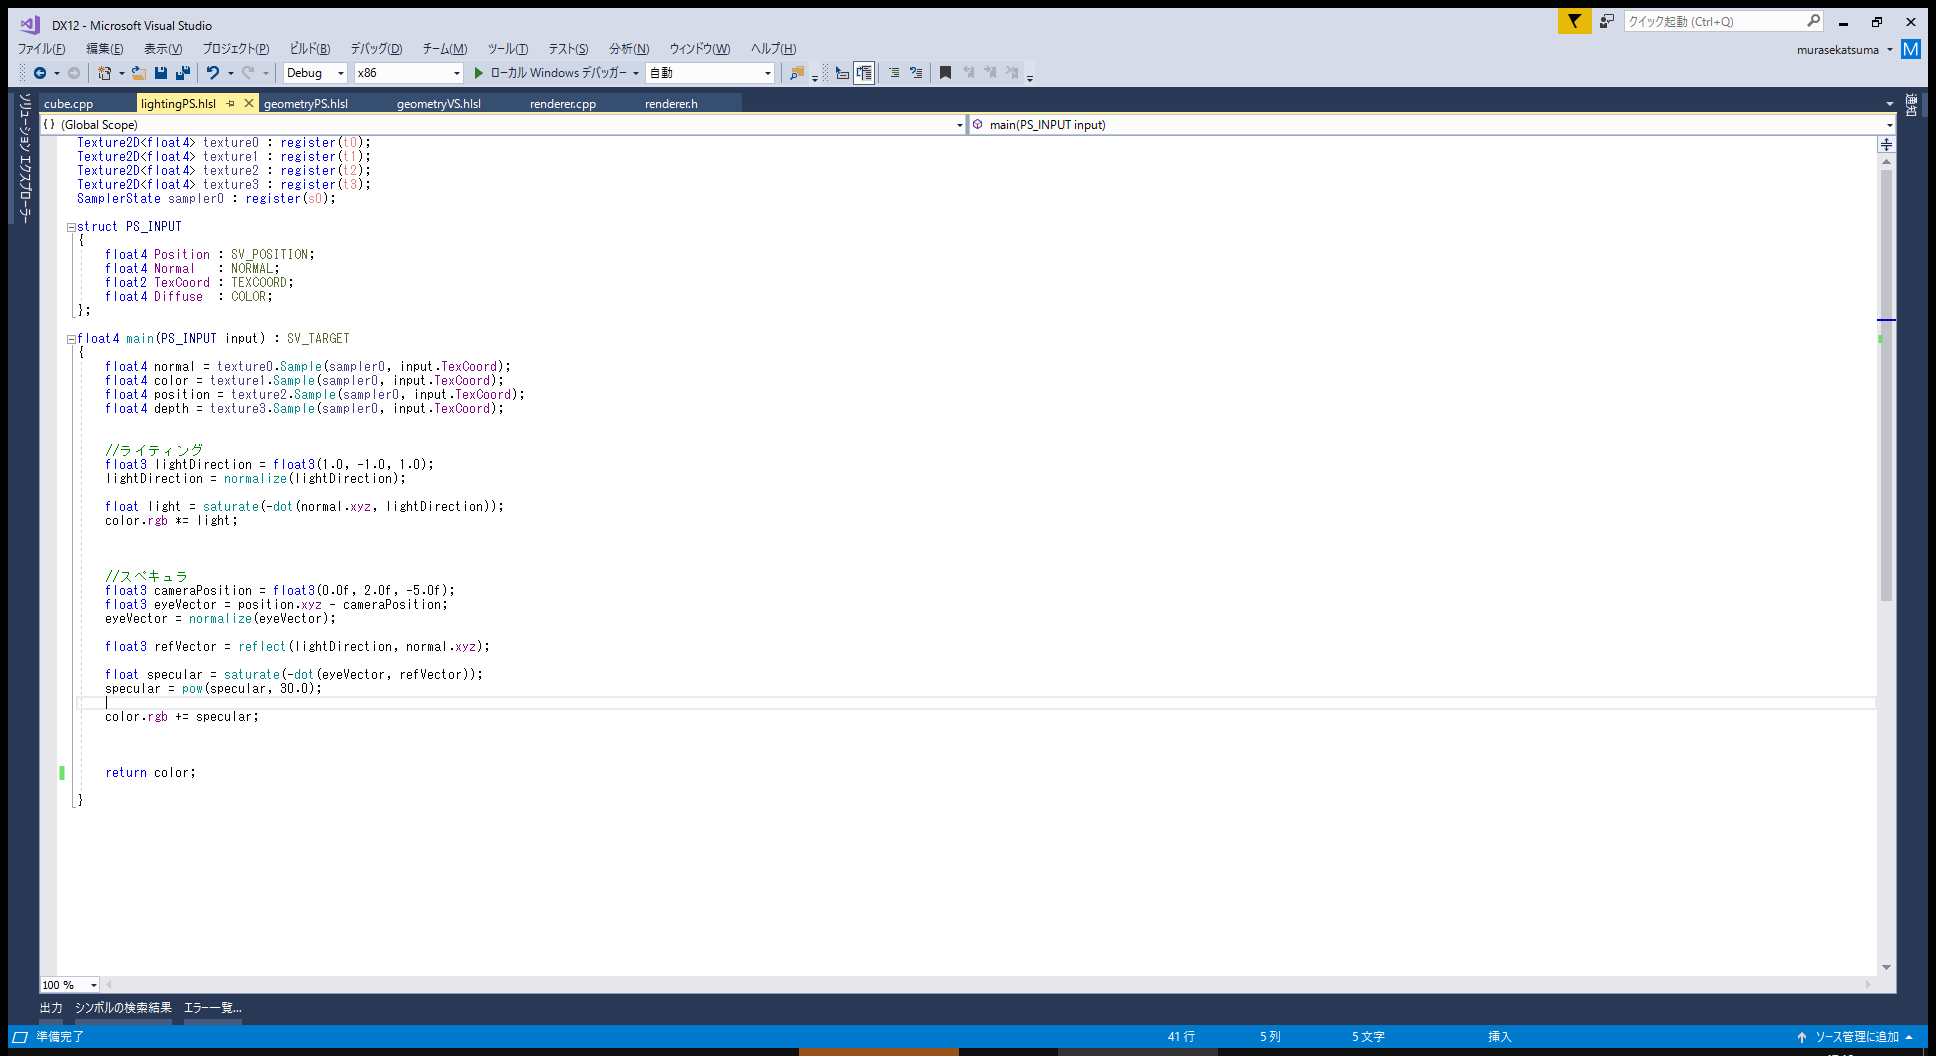 DX12 - Microsoft Visual Studio
クイック起動 (Ctrl+Q)
ファイル(F) 編集(E) 表示(V) プロジェクト(P) ビルド(B) デバッグ(D) チーム(M) ツール(T) テスト(S) 分析(N) ウィンドウ(W) ヘルプ(H)
murasekatsuma M
Debug x86 ローカル Windows デバッガー 自動
ソリューション エクスプローラー
cube.cpp lightingPS.hlsl geometryPS.hlsl geometryVS.hlsl renderer.cpp renderer.h
通知
{ } (Global Scope) main(PS_INPUT input)
Texture2D<float4> texture0 : register(t0);
Texture2D<float4> texture1 : register(t1);
Texture2D<float4> texture2 : register(t2);
Texture2D<float4> texture3 : register(t3);
SamplerState sampler0 : register(s0);
struct PS_INPUT
{
float4 Position : SV_POSITION;
float4 Normal : NORMAL;
float2 TexCoord : TEXCOORD;
float4 Diffuse : COLOR;
};
float4 main(PS_INPUT input) : SV_TARGET
{
float4 normal = texture0.Sample(sampler0, input.TexCoord);
float4 color = texture1.Sample(sampler0, input.TexCoord);
float4 position = texture2.Sample(sampler0, input.TexCoord);
float4 depth = texture3.Sample(sampler0, input.TexCoord);
//ライティング
float3 lightDirection = float3(1.0, -1.0, 1.0);
lightDirection = normalize(lightDirection);
float light = saturate(-dot(normal.xyz, lightDirection));
color.rgb *= light;
//スペキュラ
float3 cameraPosition = float3(0.0f, 2.0f, -5.0f);
float3 eyeVector = position.xyz - cameraPosition;
eyeVector = normalize(eyeVector);
float3 refVector = reflect(lightDirection, normal.xyz);
float specular = saturate(-dot(eyeVector, refVector));
specular = pow(specular, 30.0);
color.rgb += specular;
return color;
}
100 %
出力 シンボルの検索結果 エラー一覧...
準備完了 41 行 5 列 5 文字 挿入 ソース管理に追加